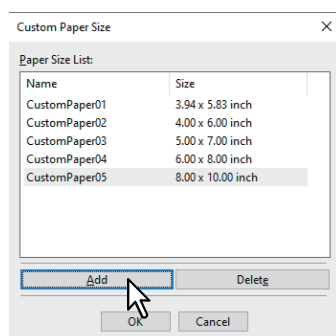 Custom Paper Size
Paper Size List:
Name Size
CustomPaper01 3.94 x 5.83 inch
CustomPaper02 4.00 x 6.00 inch
CustomPaper03 5.00 x 7.00 inch
CustomPaper04 6.00 x 8.00 inch
CustomPaper05 8.00 x 10.00 inch
Add Delete
OK Cancel